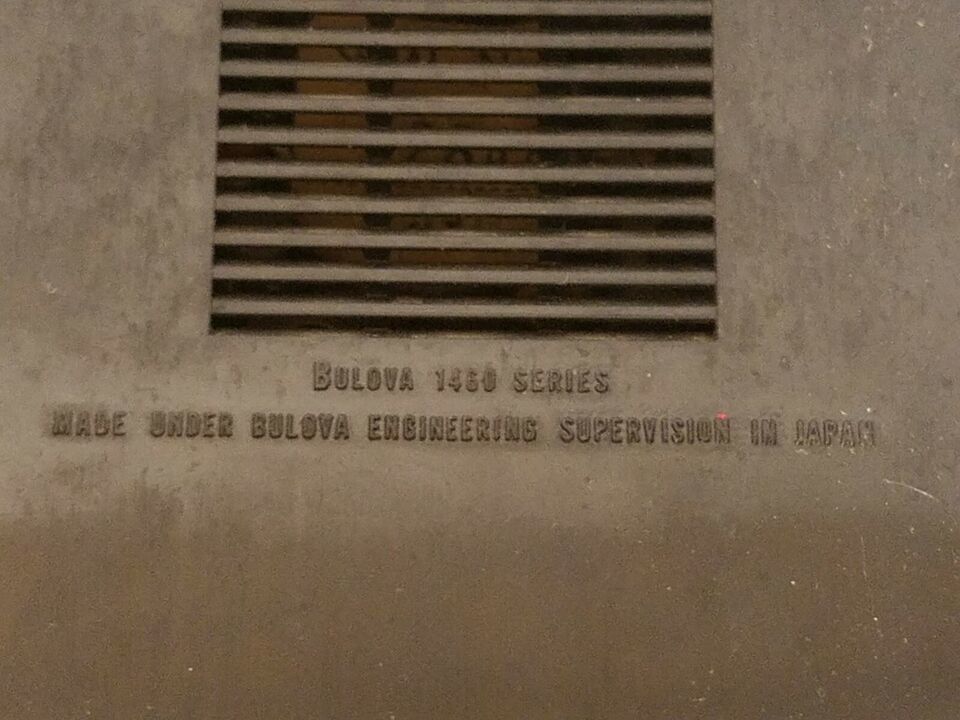 BULOVA 1460 SERIES
MADE UNDER BULOVA ENGINEERING SUPERVISION IN JAPAN